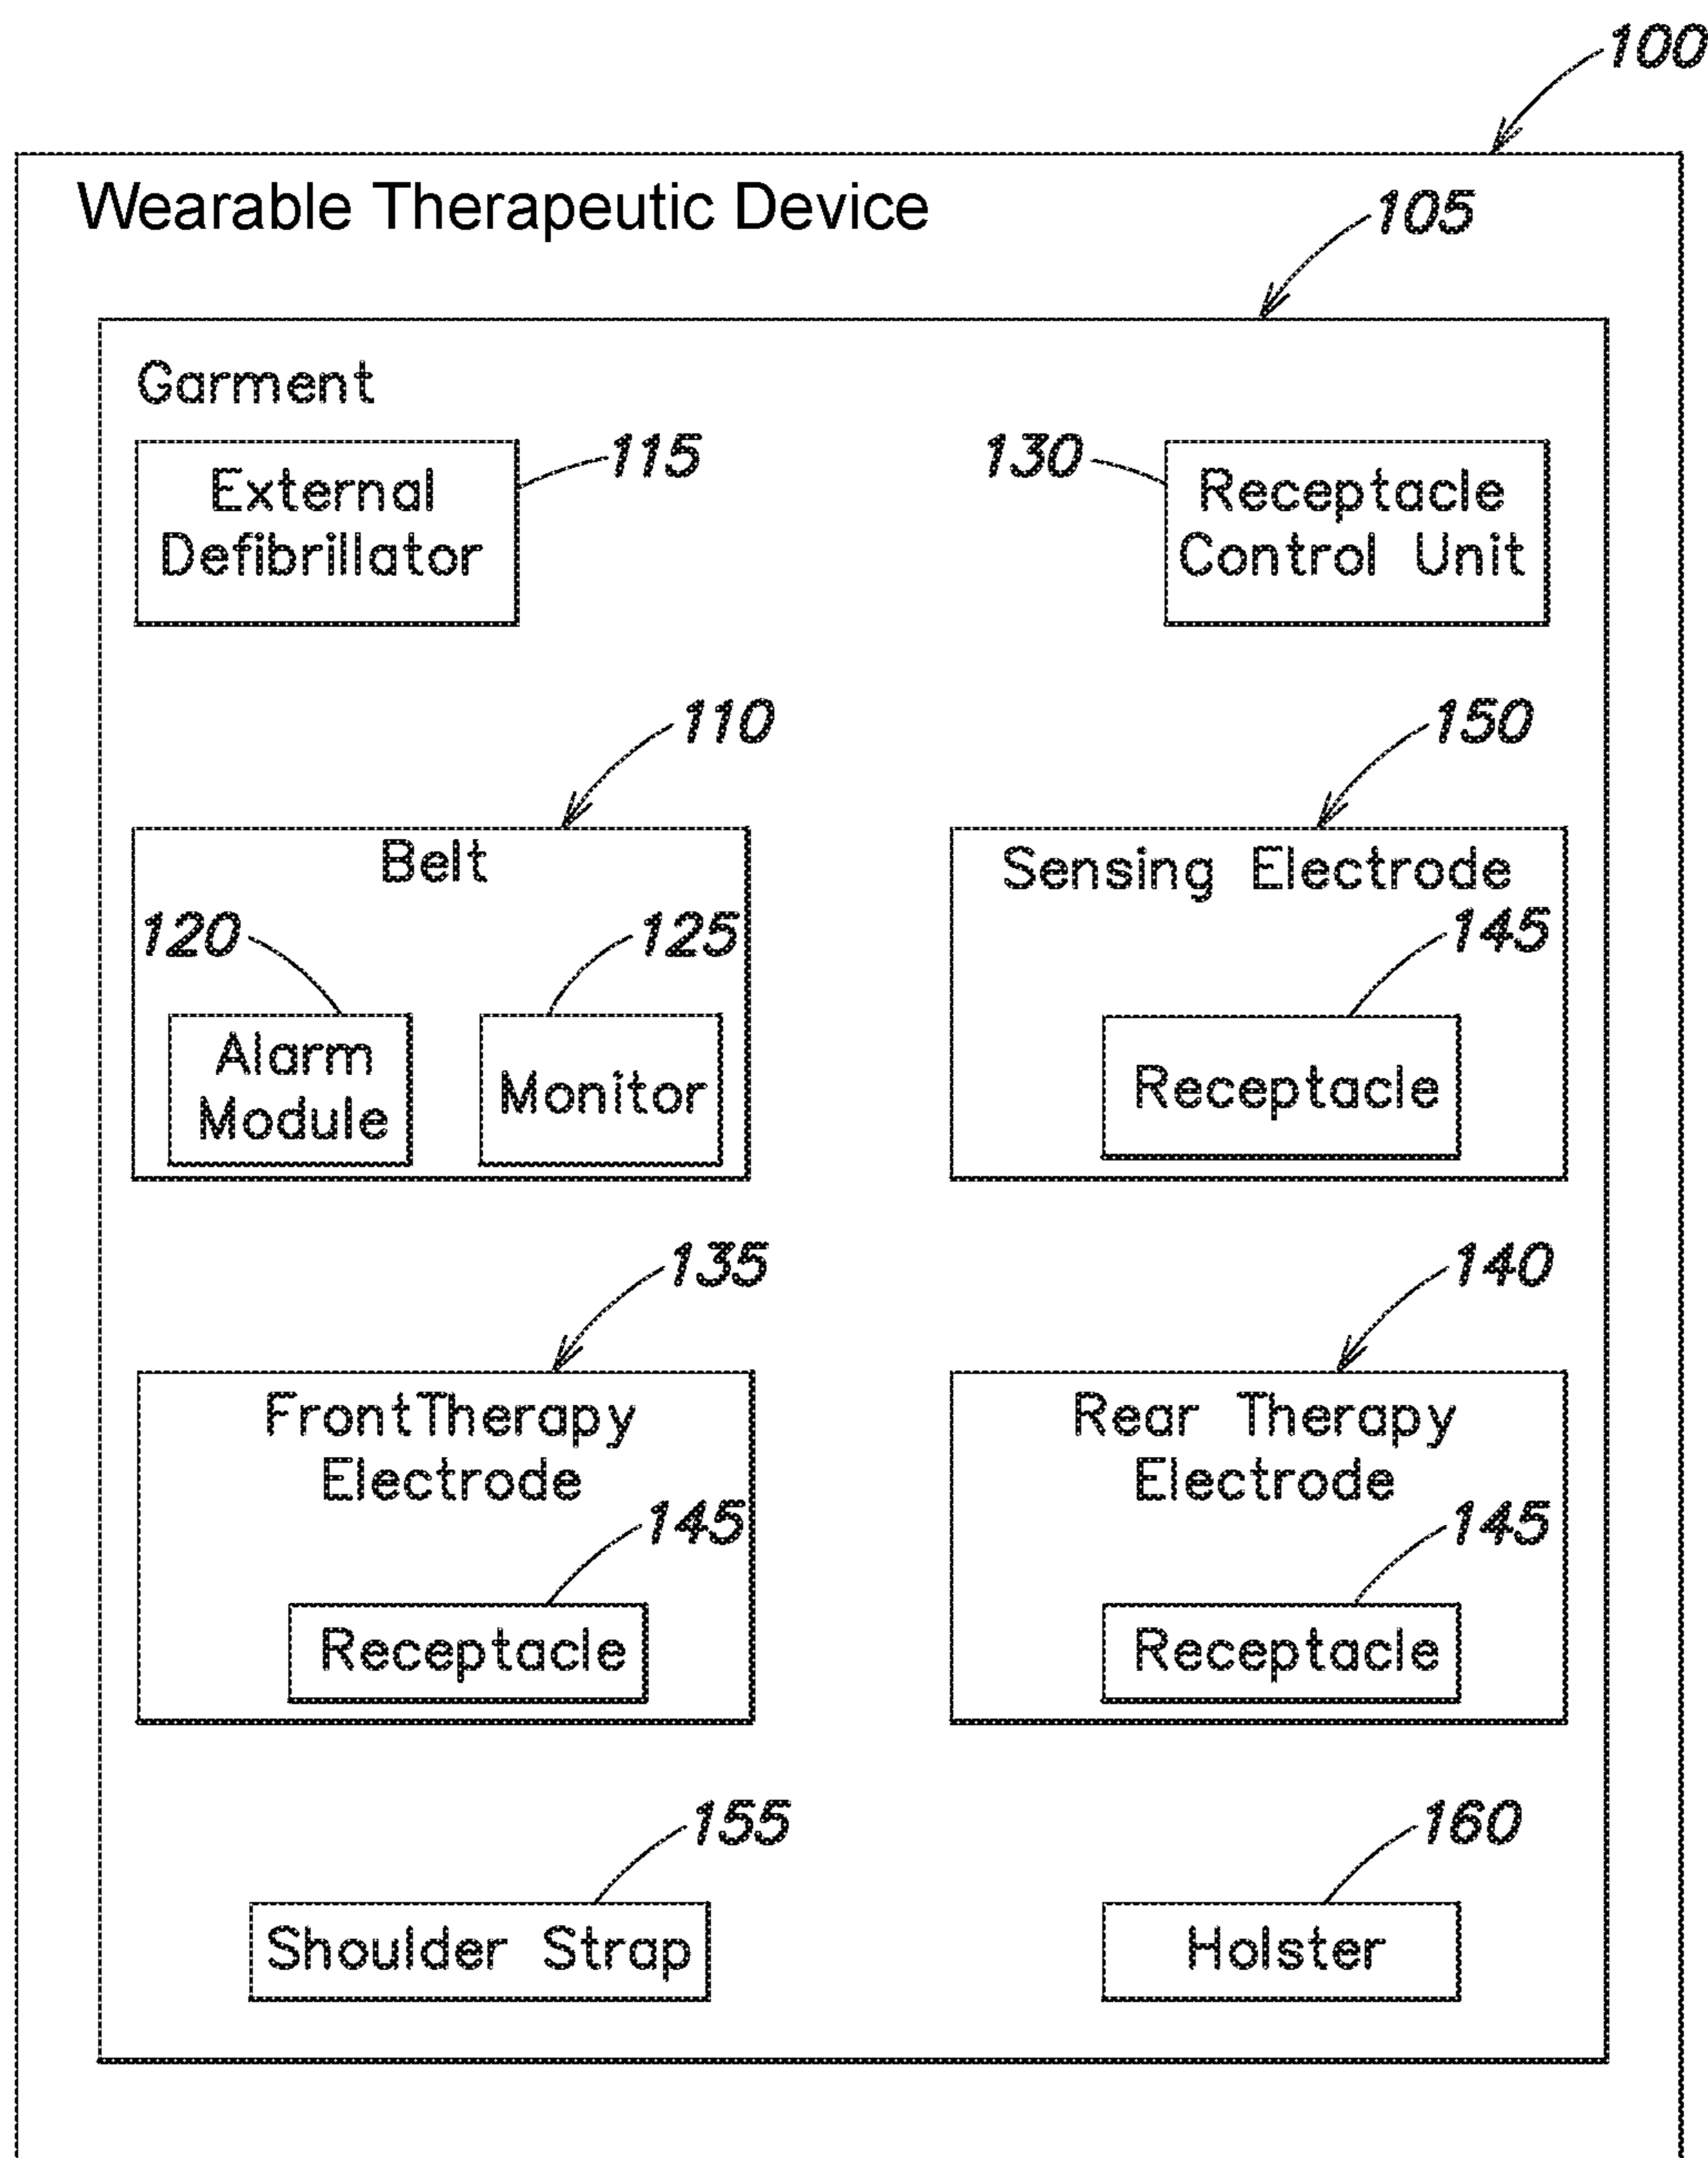 100
Wearable Therapeutic Device
105
Garment
115
130
External
Defibrillator
Receptacle
Control Unit
110
150
Belt
Sensing Electrode
120
125
145
Alarm
Module
Monitor
Receptacle
135
140
FrontTherapy
Electrode
Rear Therapy
Electrode
145
145
Receptacle
Receptacle
155
160
Shoulder Strap
Holster